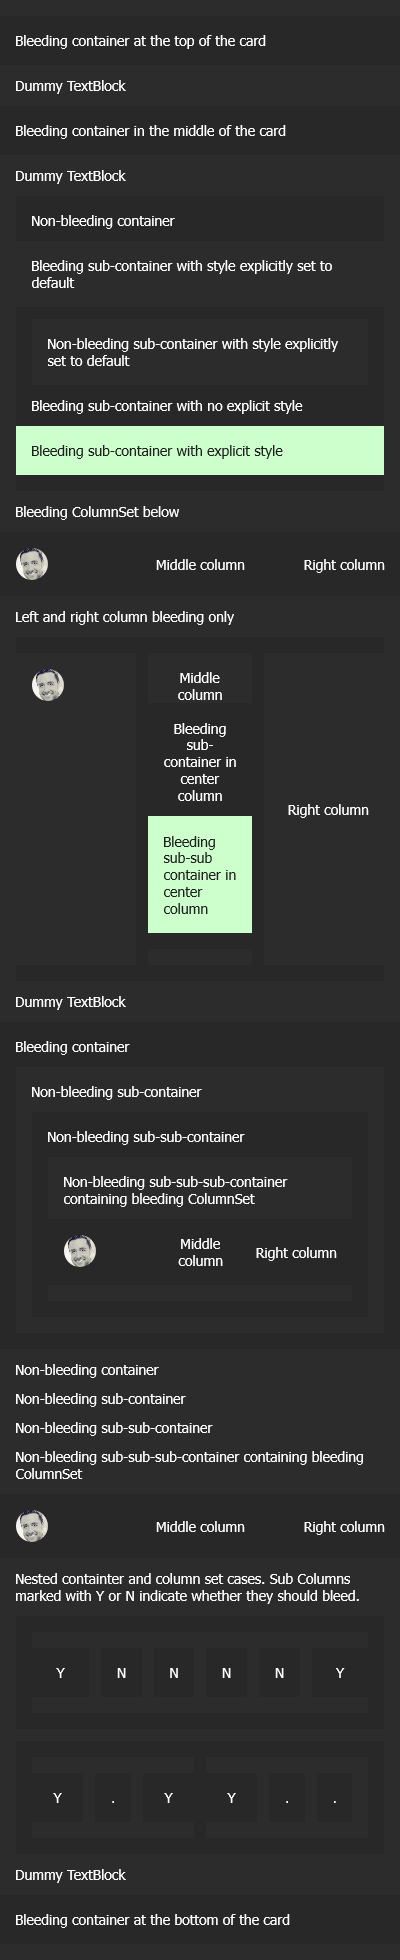 Bleeding container at the top of the card
Dummy TextBlock
Bleeding container in the middle of the card
Dummy TextBlock
Non-bleeding container
Bleeding sub-container with style explicitly set to
default
Non-bleeding sub-container with style explicitly
set to default
Bleeding sub-container with no explicit style
Bleeding sub-container with explicit style
Bleeding ColumnSet below
Middle column
Right column
Left and right column bleeding only
Middle
column
Bleeding
sub-
container in
center
column
Bleeding
sub-sub
container in
center
column
Right column
Dummy TextBlock
Bleeding container
Non-bleeding sub-container
Non-bleeding sub-sub-container
Non-bleeding sub-sub-sub-container
containing bleeding ColumnSet
Middle
column
Right column
Non-bleeding container
Non-bleeding sub-container
Non-bleeding sub-sub-container
Non-bleeding sub-sub-sub-container containing bleeding
ColumnSet
Middle column
Right column
Nested containter and column set cases. Sub Columns
marked with Y or N indicate whether they should bleed.
Y N N N N Y
Y . Y Y . .
Dummy TextBlock
Bleeding container at the bottom of the card